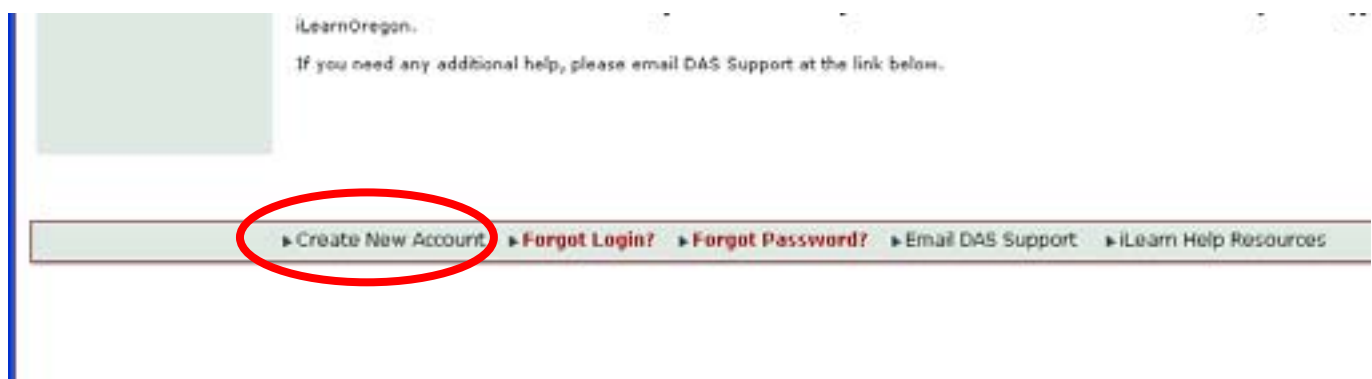 iLearnOregon.
If you need any additional help, please email DAS Support at the link below.
▶Create New Account ▶Forgot Login? ▶Forgot Password? ▶Email DAS Support ▶iLearn Help Resources